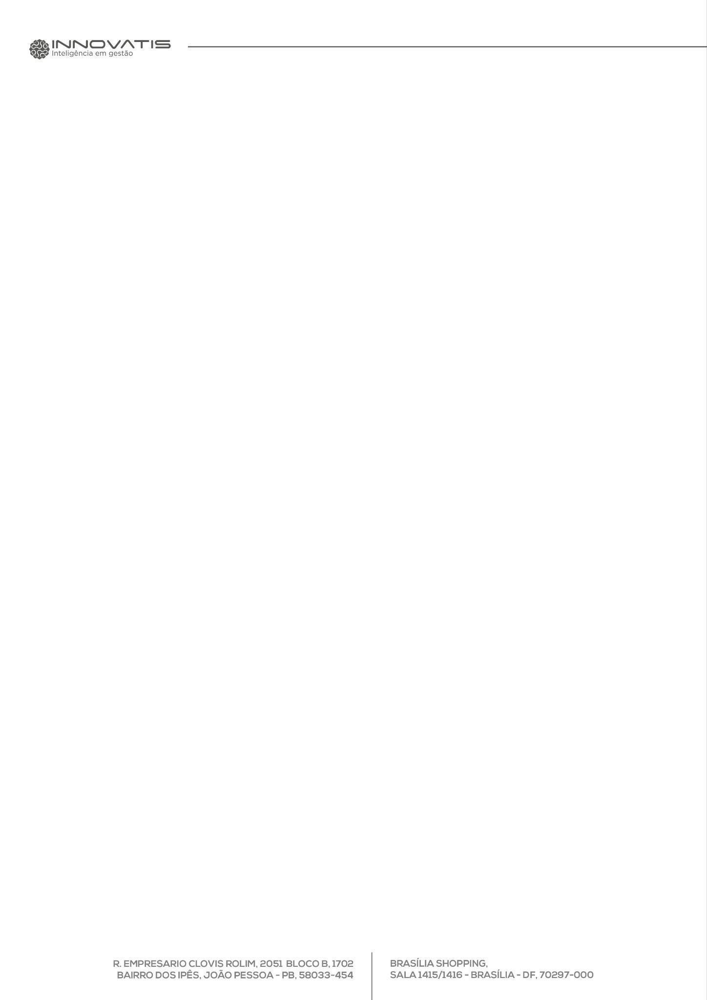 INNOVATIS
Inteligência em gestão
R. EMPRESARIO CLOVIS ROLIM, 2051 BLOCO B, 1702
BAIRRO DOS IPÊS, JOÃO PESSOA - PB, 58033-454
BRASÍLIA SHOPPING,
SALA 1415/1416 - BRASÍLIA - DF, 70297-000